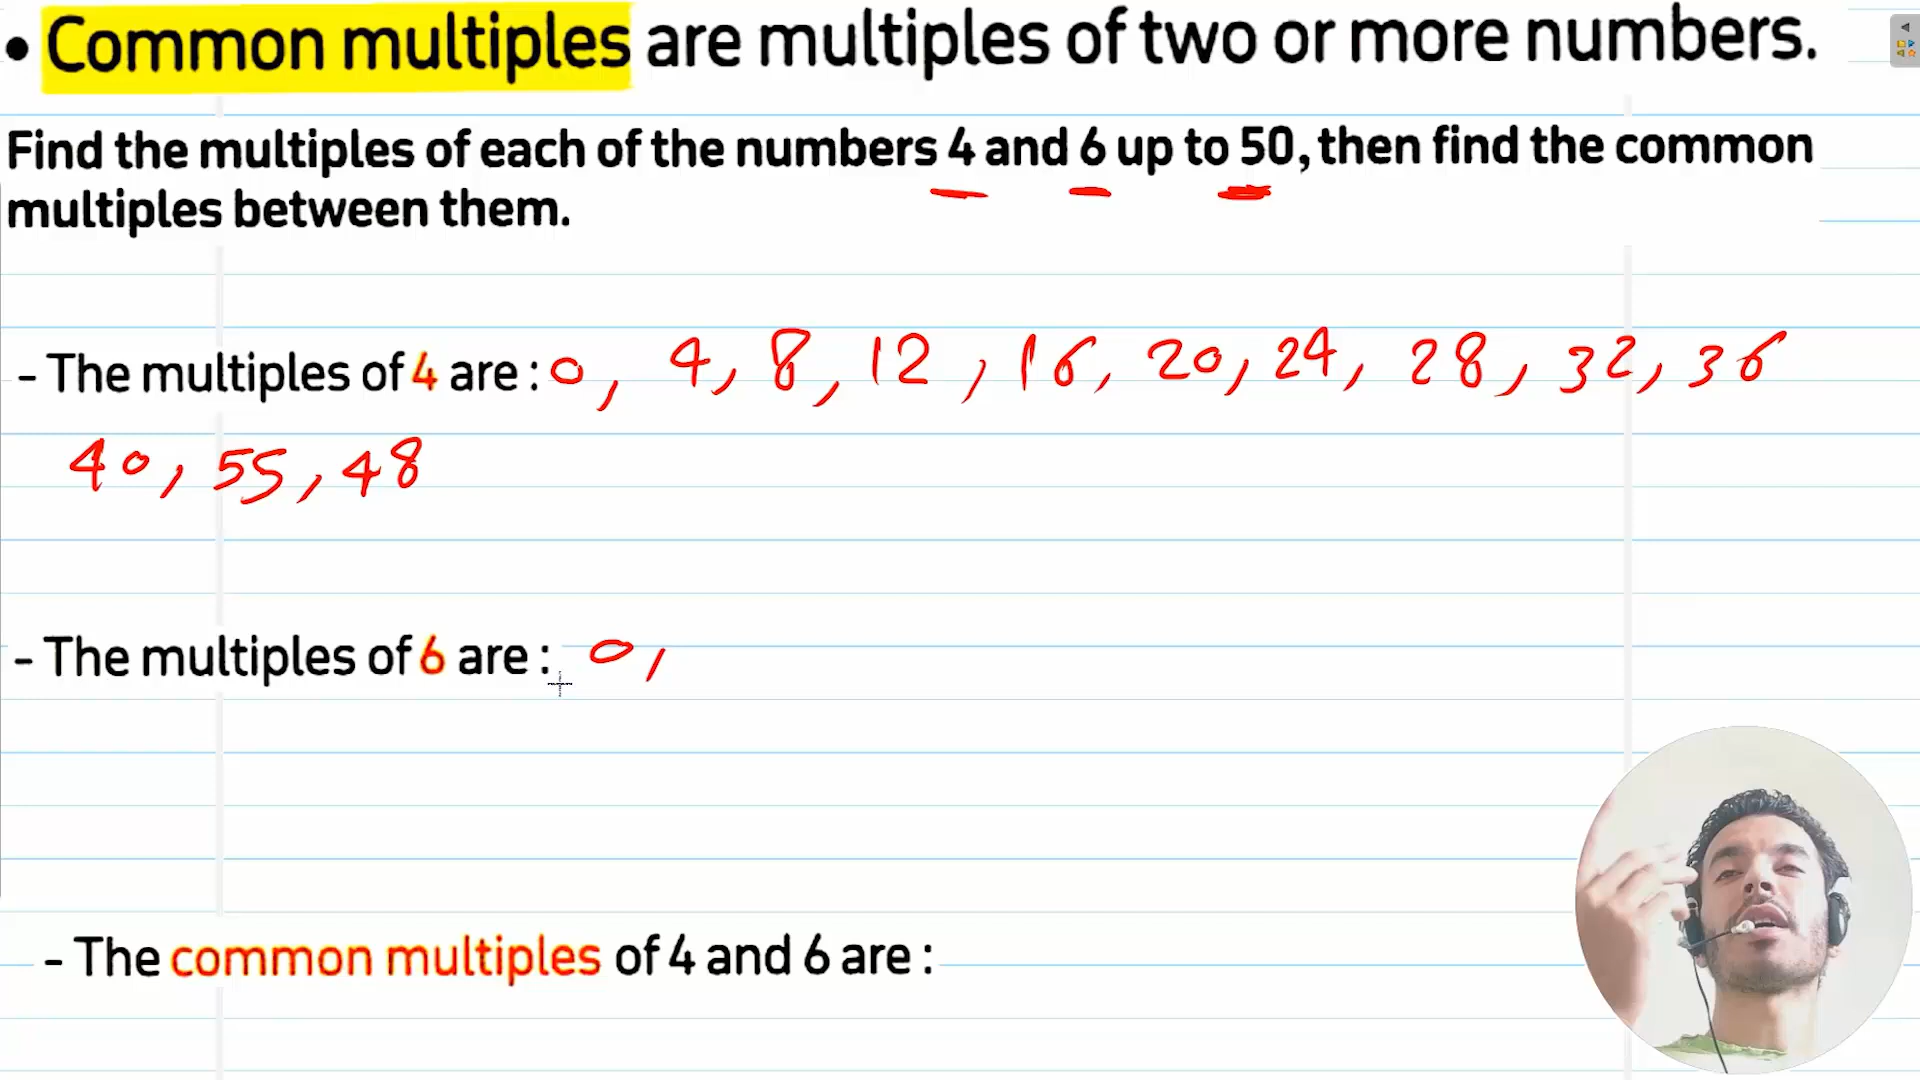 • Common multiples are multiples of two or more numbers.
Find the multiples of each of the numbers 4 and 6 up to 50, then find the common
multiples between them.
- The multiples of 4 are : 0, 4, 8, 12, 16, 20, 24, 28, 32, 36
40, 55, 48
- The multiples of 6 are : 0,
- The common multiples of 4 and 6 are :